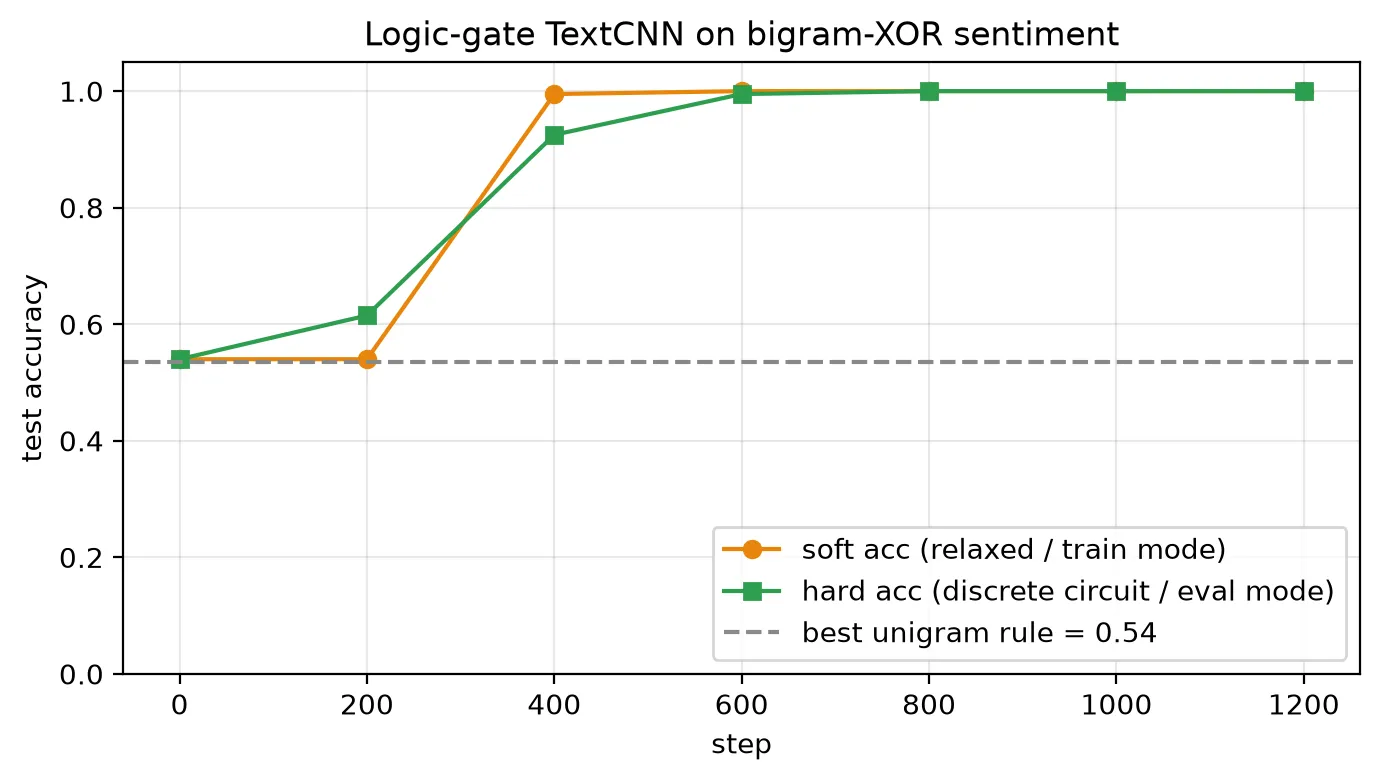 Logic-gate TextCNN on bigram-XOR sentiment
1.0
0.8
0.6
0.4
0.2
0.0
test accuracy
soft acc (relaxed / train mode)
hard acc (discrete circuit / eval mode)
best unigram rule = 0.54
0 200 400 600 800 1000 1200
step